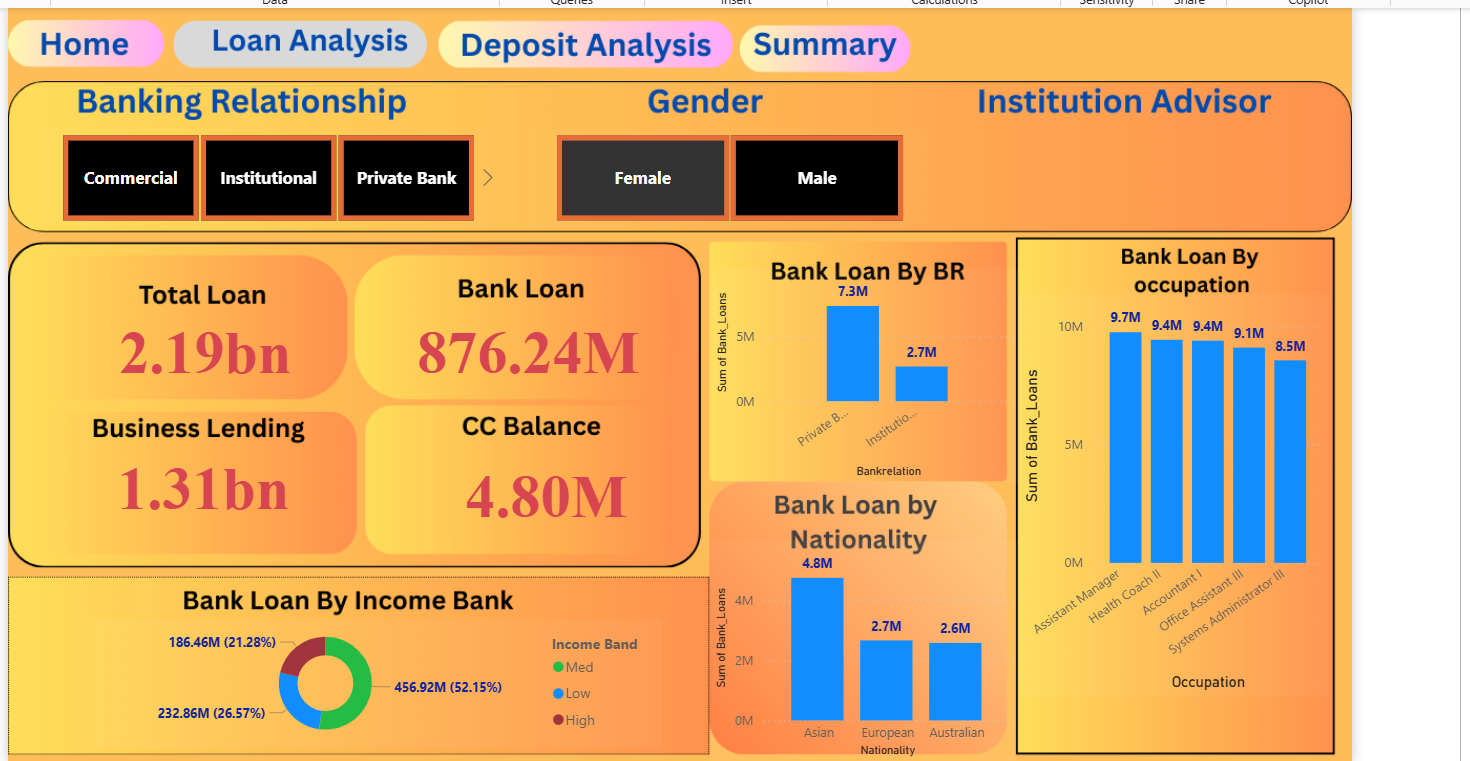 Data
Queries
Insert
Calculations
Sensitivity
Share
Copilot
Home
Loan Analysis
Deposit Analysis
Summary
Banking Relationship
Gender
Institution Advisor
Commercial
Institutional
Private Bank
Female
Male
Total Loan
2.19bn
Bank Loan
876.24M
Business Lending
1.31bn
CC Balance
4.80M
Bank Loan By Income Bank
186.46M (21.28%)
232.86M (26.57%)
456.92M (52.15%)
Income Band
Med
Low
High
Bank Loan By BR
Sum of Bank_Loans
5M
0M
7.3M
2.7M
Private B...
Institutio...
Bankrelation
Bank Loan by
Nationality
Sum of Bank_Loans
4M
2M
0M
4.8M
2.7M
2.6M
Asian
European
Australian
Nationality
Bank Loan By
occupation
Sum of Bank_Loans
10M
5M
0M
9.7M
9.4M
9.4M
9.1M
8.5M
Assistant Manager
Health Coach II
Accountant I
Office Assistant III
Systems Administrator III
Occupation